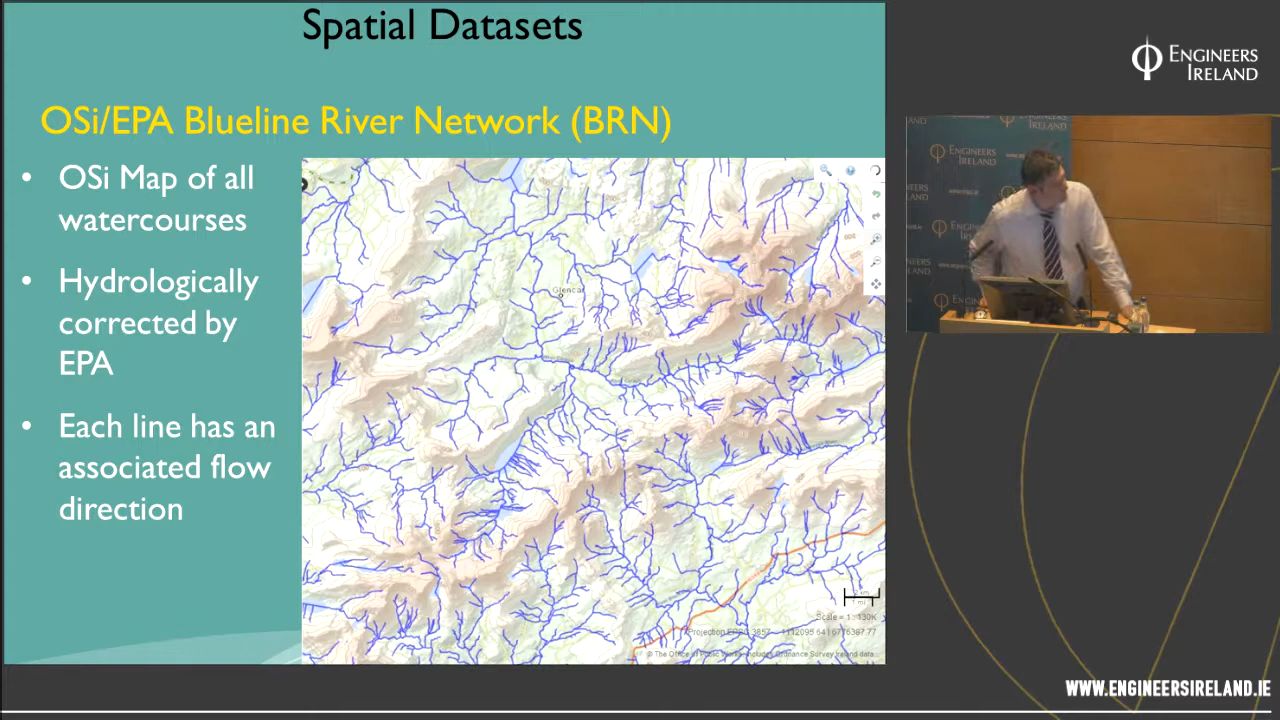 Spatial Datasets
ENGINEERS
IRELAND
OSi/EPA Blueline River Network (BRN)
• OSi Map of all
watercourses
• Hydrologically
corrected by
EPA
• Each line has an
associated flow
direction
Glencar
Scale = 1 : 130K
ENGINEERS
IRELAND
WWW.ENGINEERSIRELAND.IE